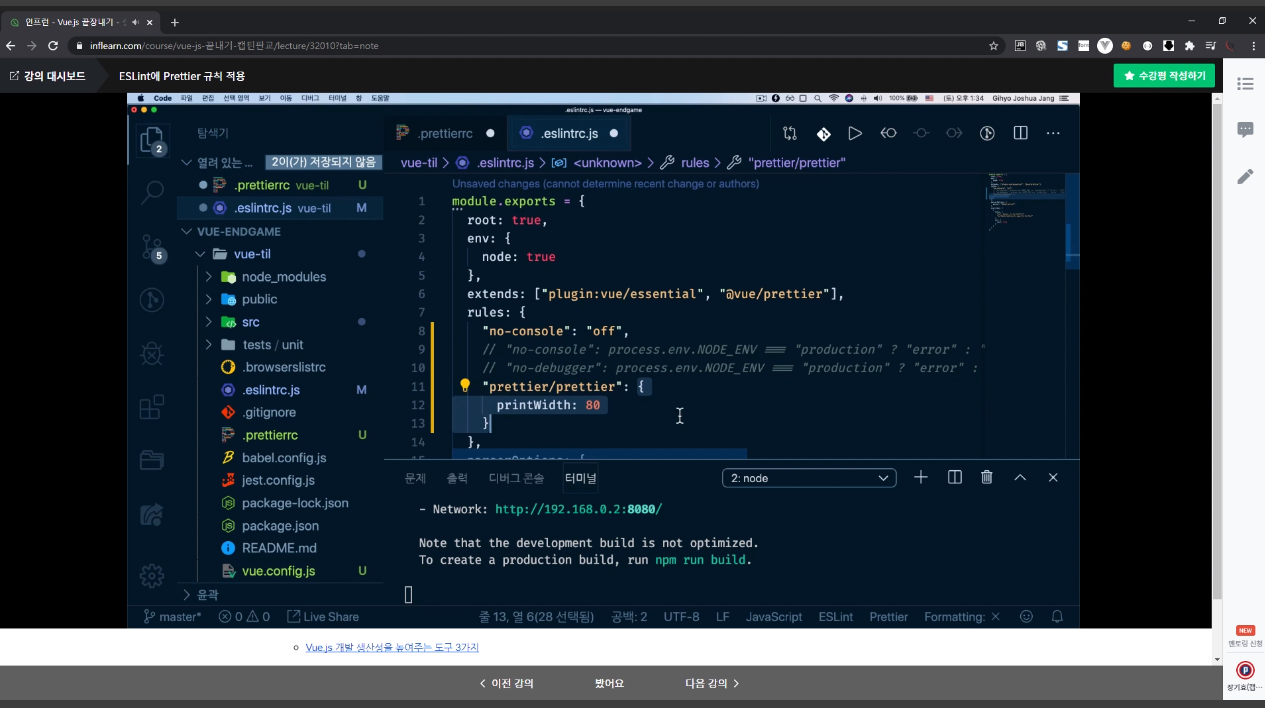 인프런 - Vue.js 끝장내기 -
inflearn.com/course/vue-js-끝내기-캡틴판교/lecture/32010?tab=note
강의 대시보드
ESLint에 Prettier 규칙 적용
수강평 작성하기
Code 파일 편집 선택 영역 보기 이동 디버그 터미널 창 도움말
100%
(토) 오후 1:34 Gihyo Joshua Jang
.eslintrc.js — vue-endgame
탐색기
.prettierrc
.eslintrc.js
2
열려 있는 ... 2이(가) 저장되지 않음
vue-til > .eslintrc.js > <unknown> > rules > "prettier/prettier"
.prettierrc vue-til U
.eslintrc.js vue-til M
VUE-ENDGAME
vue-til
node_modules
public
src
tests / unit
.browserslistrc
.eslintrc.js M
.gitignore
.prettierrc U
babel.config.js
jest.config.js
package-lock.json
package.json
README.md
vue.config.js U
윤곽
5
Unsaved changes (cannot determine recent change or authors)
1 module.exports = {
2 root: true,
3 env: {
4 node: true
5 },
6 extends: ["plugin:vue/essential", "@vue/prettier"],
7 rules: {
8 "no-console": "off",
9 // "no-console": process.env.NODE_ENV === "production" ? "error" : "
10 // "no-debugger": process.env.NODE_ENV === "production" ? "error" :
11 "prettier/prettier": {
12 printWidth: 80
13 }
14 },
15 parserOptions: {
문제 출력 디버그 콘솔 터미널
2: node
- Network: http://192.168.0.2:8080/
Note that the development build is not optimized.
To create a production build, run npm run build.
master* 0 0 Live Share
줄 13, 열 6(28 선택됨) 공백: 2 UTF-8 LF JavaScript ESLint Prettier Formatting: ×
Vue.js 개발 생산성을 높여주는 도구 3가지
이전 강의
봤어요
다음 강의
NEW
멘토링 신청
장기효(캡...